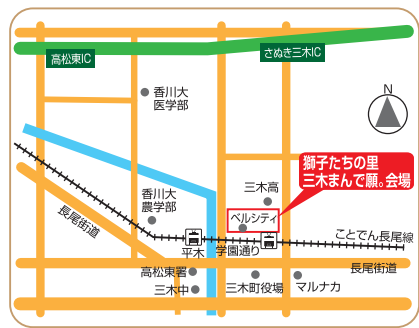 高松東IC
さぬき三木IC
香川大
医学部
N
獅子たちの里
三木まんで願。会場
三木高
香川大
農学部
ベルシティ
長尾街道
ことでん長尾線
平木
学園通り
高松東署
長尾街道
三木中
三木町役場
マルナカ